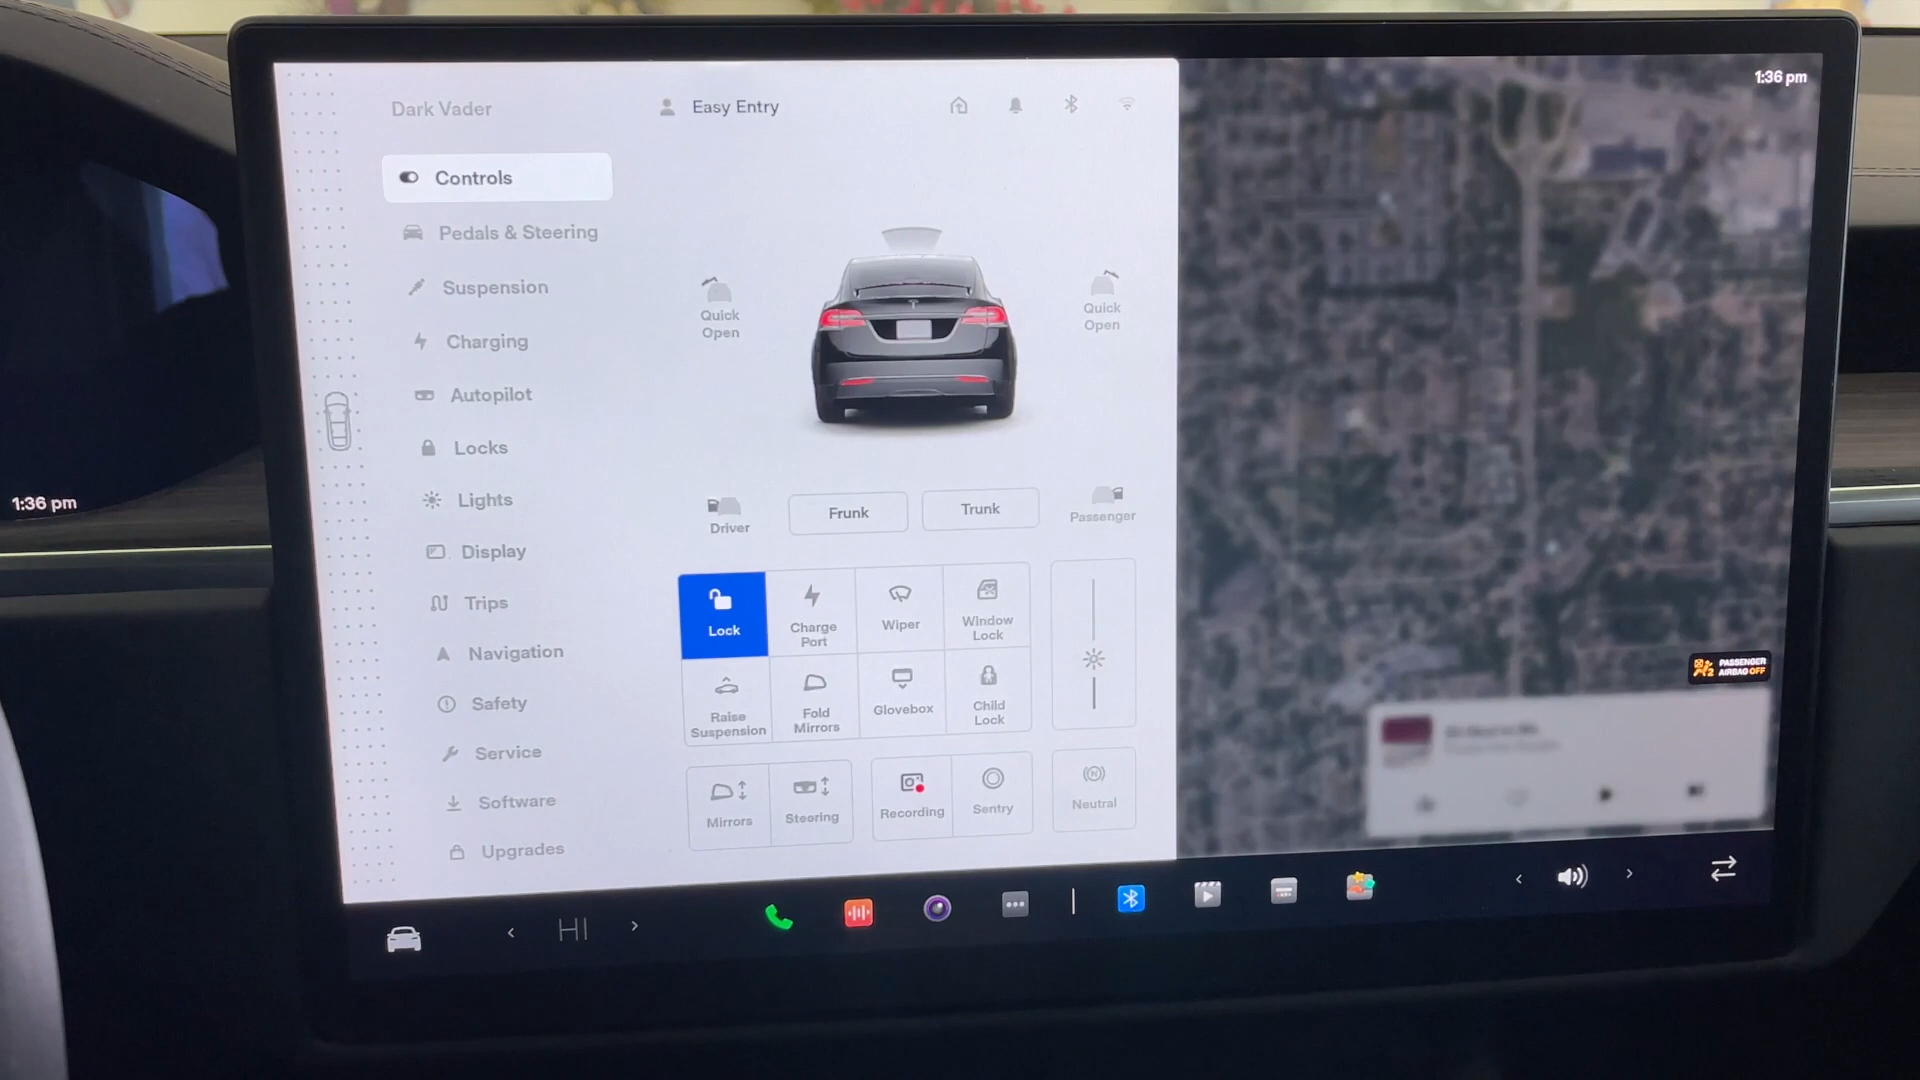 Dark Vader
Easy Entry
1:36 pm
Controls
Pedals & Steering
Suspension
Charging
Autopilot
Locks
Lights
Display
Trips
Navigation
Safety
Service
Software
Upgrades
Quick
Open
Quick
Open
Driver
Frunk
Trunk
Passenger
Lock
Charge
Port
Wiper
Window
Lock
Raise
Suspension
Fold
Mirrors
Glovebox
Child
Lock
Mirrors
Steering
Recording
Sentry
Neutral
1:36 pm
PASSENGER
AIRBAG OFF
HI